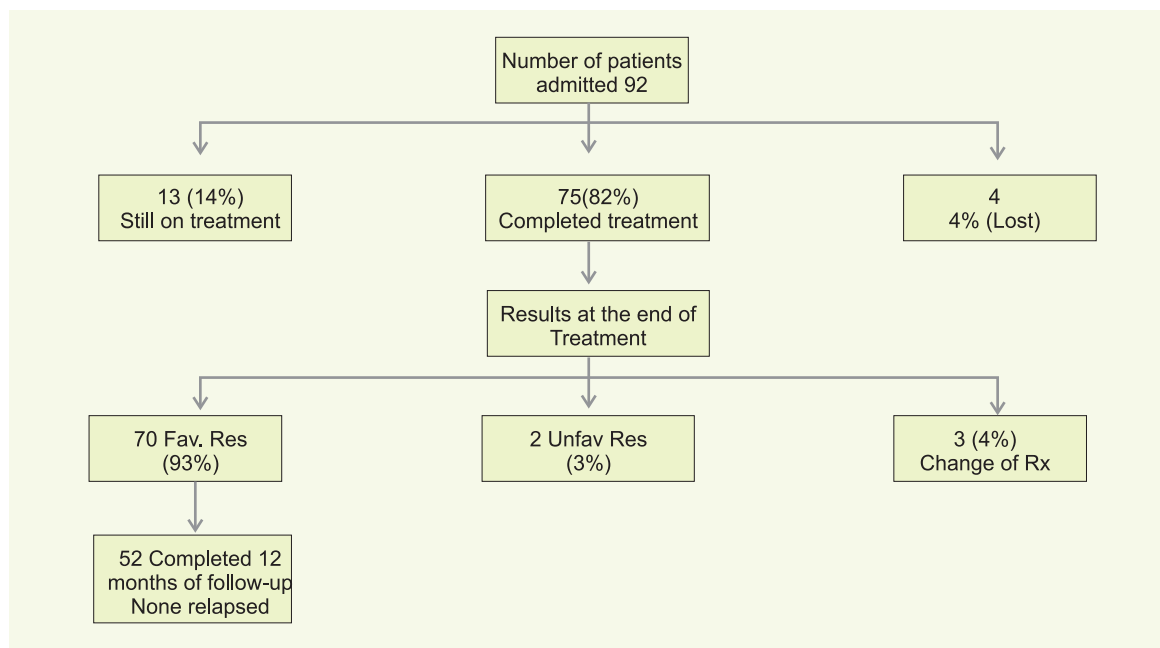 Number of patients
admitted 92
13 (14%)
Still on treatment
75(82%)
Completed treatment
4
4% (Lost)
Results at the end of
Treatment
70 Fav. Res
(93%)
2 Unfav Res
(3%)
3 (4%)
Change of Rx
52 Completed 12
months of follow-up
None relapsed